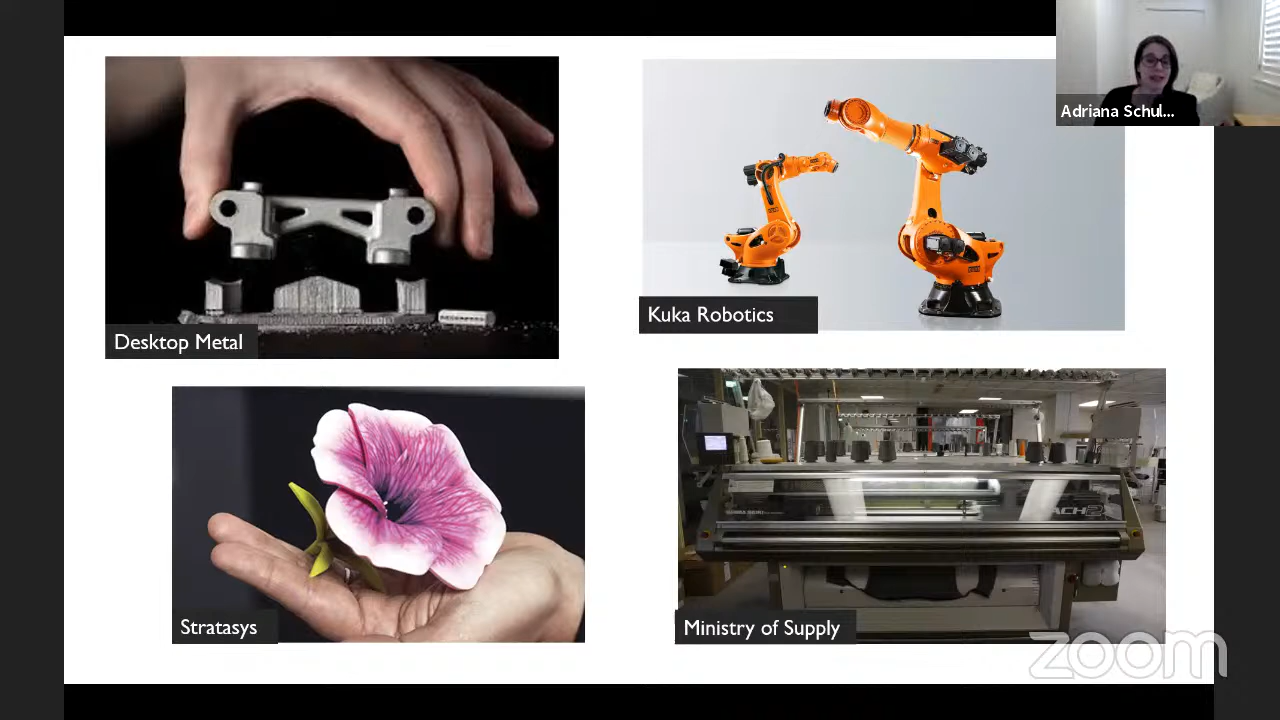 Adriana Schul...
Desktop Metal
Kuka Robotics
Stratasys
Ministry of Supply
zoom